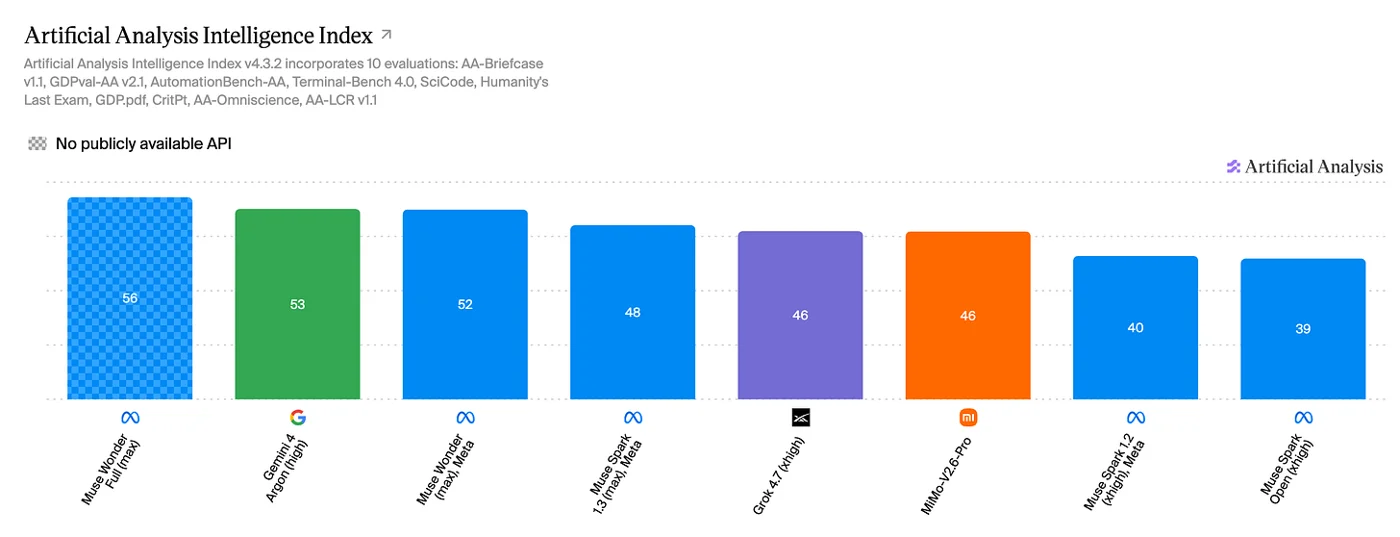 Artificial Analysis Intelligence Index ↗
Artificial Analysis Intelligence Index v4.3.2 incorporates 10 evaluations: AA-Briefcase
v1.1, GDPval-AA v2.1, AutomationBench-AA, Terminal-Bench 4.0, SciCode, Humanity's
Last Exam, GDP.pdf, CritPt, AA-Omniscience, AA-LCR v1.1
No publicly available API
Artificial Analysis
56
53
52
48
46
46
40
39
Muse Wonder
Full (max)
Gemini 4
Argon (high)
Muse Wonder
(max), Meta
Muse Spark
1.3 (max), Meta
Grok 4.7 (xhigh)
MiMo-V2.6-Pro
Muse Spark 1.2
(xhigh), Meta
Muse Spark
Open (xhigh)